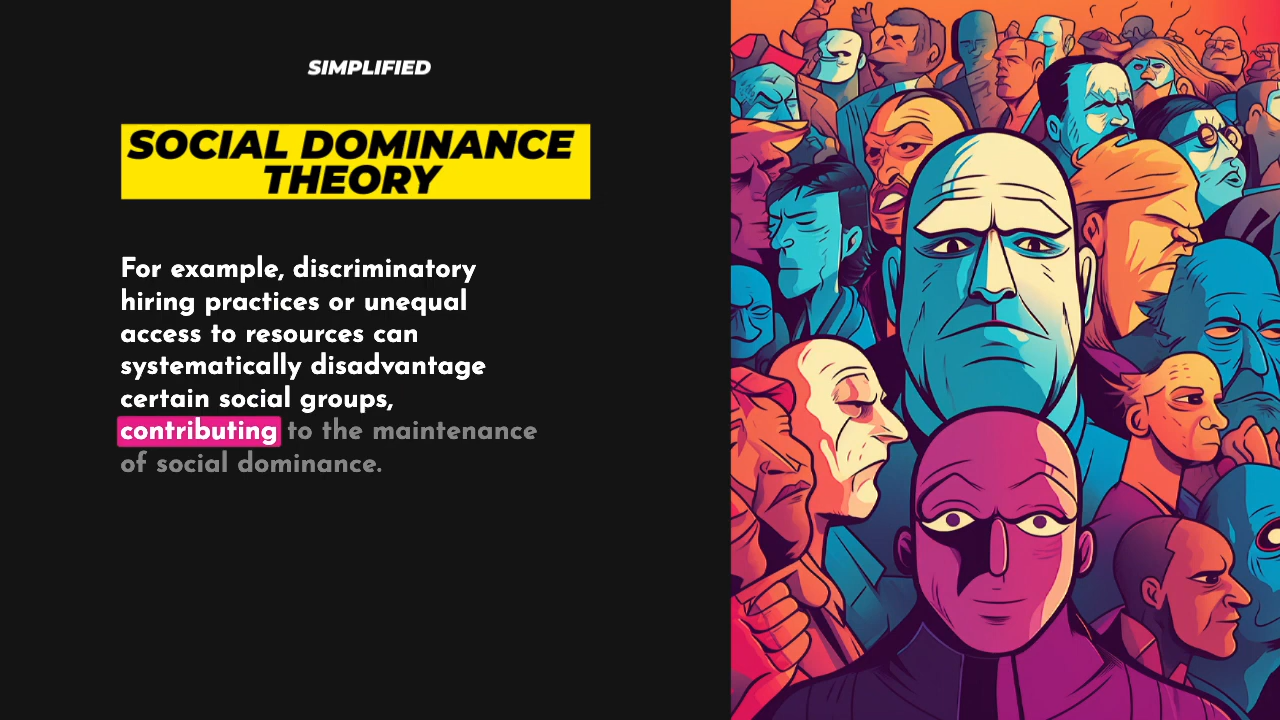 SIMPLIFIED
SOCIAL DOMINANCE
THEORY
For example, discriminatory
hiring practices or unequal
access to resources can
systematically disadvantage
certain social groups,
contributing to the maintenance
of social dominance.